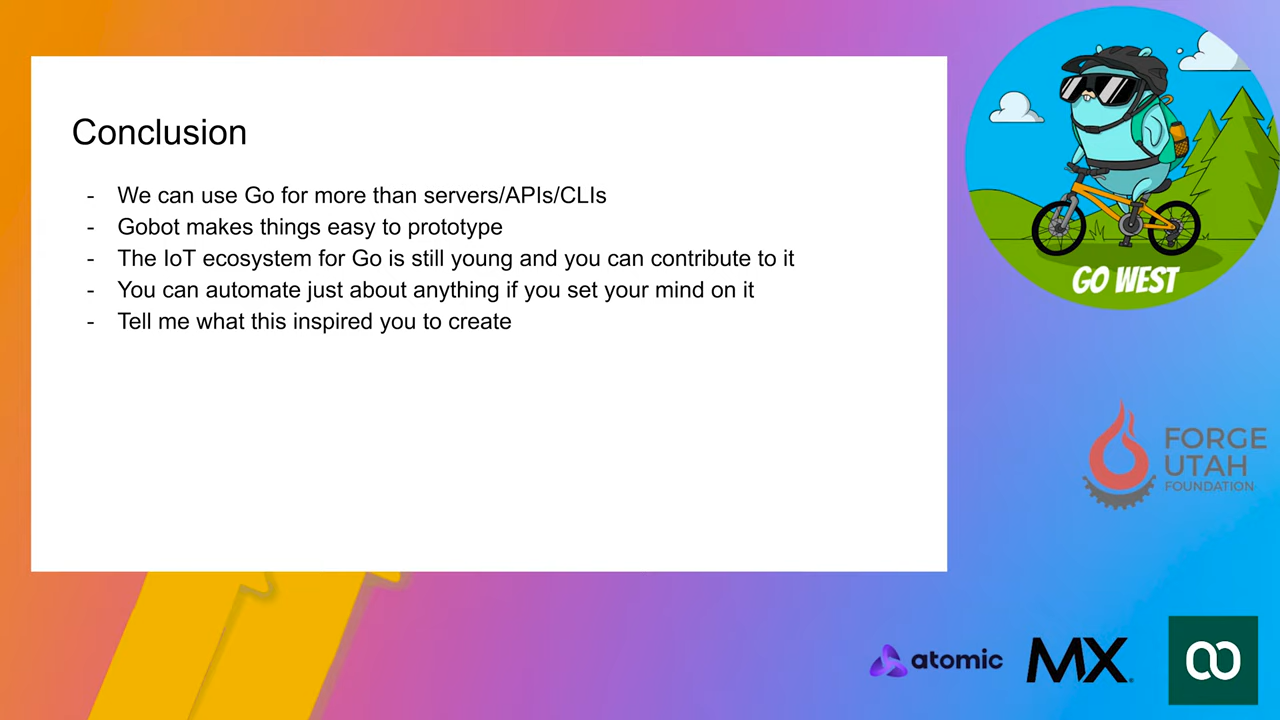 Conclusion
- We can use Go for more than servers/APIs/CLIs
- Gobot makes things easy to prototype
- The IoT ecosystem for Go is still young and you can contribute to it
- You can automate just about anything if you set your mind on it
- Tell me what this inspired you to create
GO WEST
FORGE
UTAH
FOUNDATION
atomic
MX®